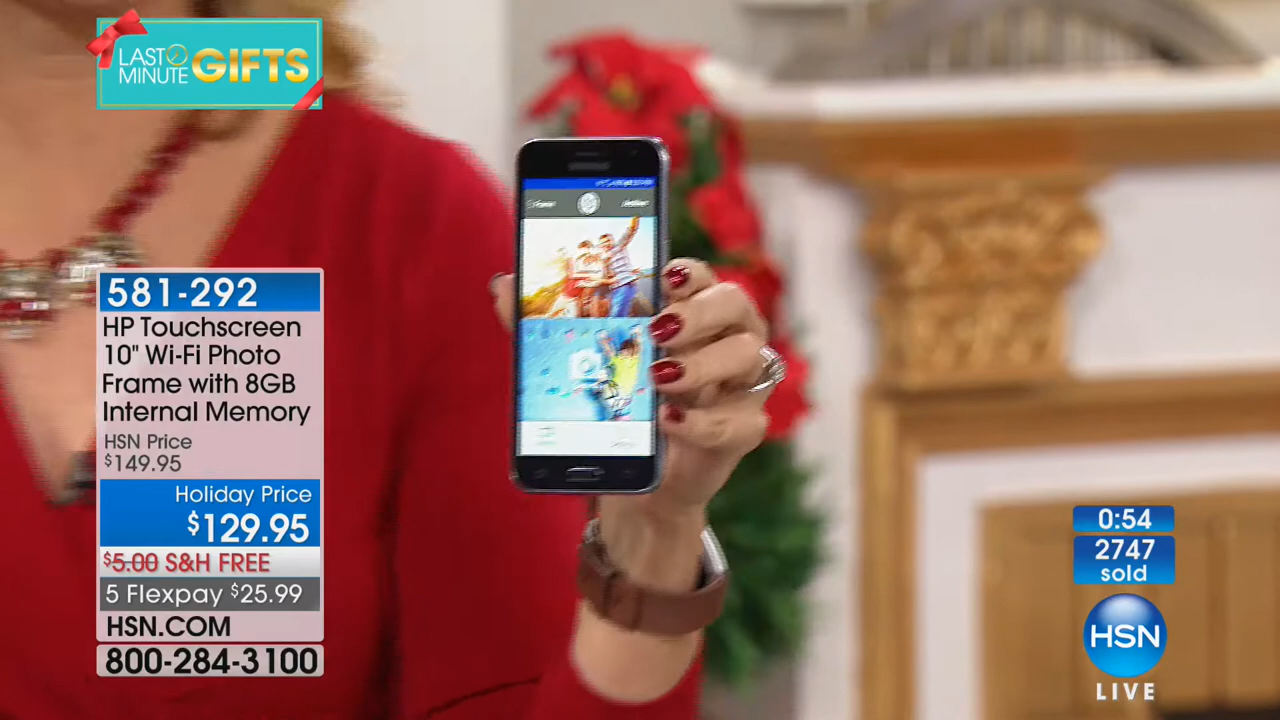 LAST
MINUTE GIFTS
581-292
HP Touchscreen
10" Wi-Fi Photo
Frame with 8GB
Internal Memory
HSN Price
$149.95
Holiday Price
$129.95
$5.00 S&H FREE
5 Flexpay $25.99
HSN.COM
800-284-3100
0:54
2747
sold
HSN
LIVE